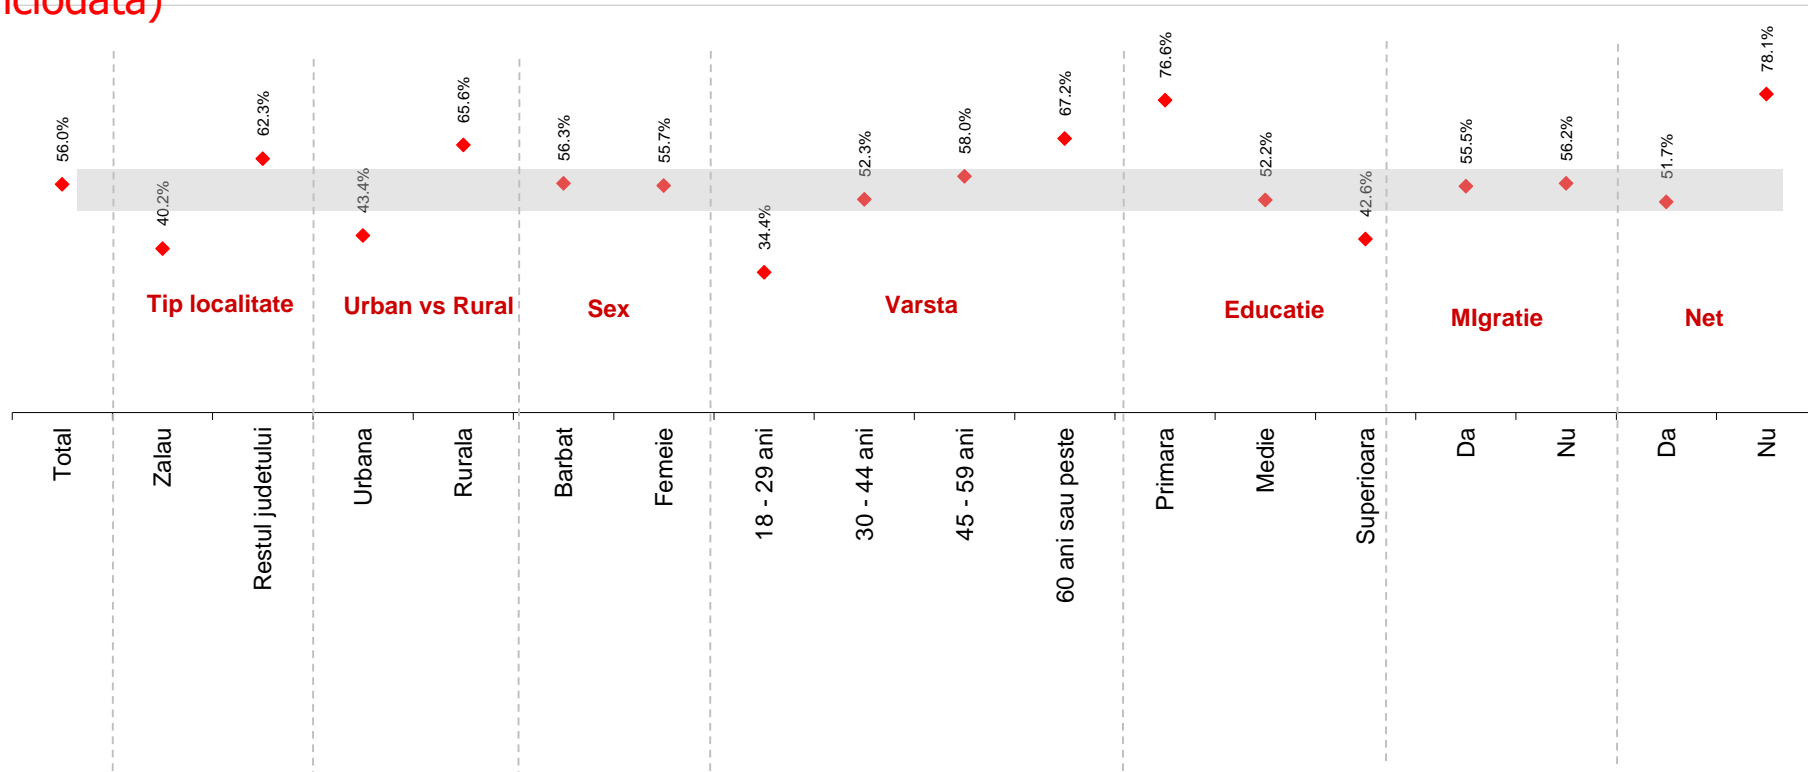 niciodata)
56.0%
40.2%
62.3%
43.4%
65.6%
56.3%
55.7%
34.4%
52.3%
58.0%
67.2%
76.6%
52.2%
42.6%
55.5%
56.2%
51.7%
78.1%
Tip localitate
Urban vs Rural
Sex
Varsta
Educatie
MIgratie
Net
Total
Zalau
Restul judetului
Urbana
Rurala
Barbat
Femeie
18 - 29 ani
30 - 44 ani
45 - 59 ani
60 ani sau peste
Primara
Medie
Superioara
Da
Nu
Da
Nu